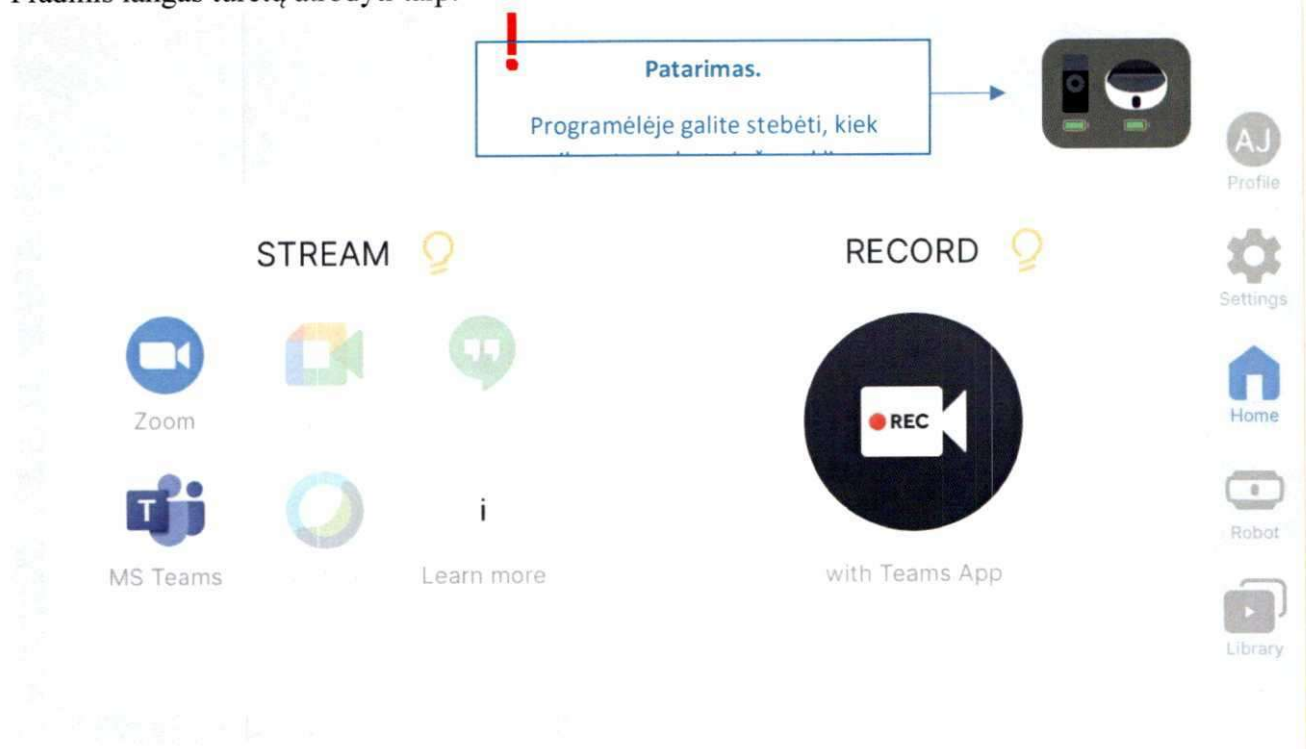 Patarimas.
Programėlėje galite stebėti, kiek
AJ
Profile
STREAM
RECORD
Settings
Zoom
REC
Home
T
MS Teams
i
Learn more
with Teams App
Robot
Library